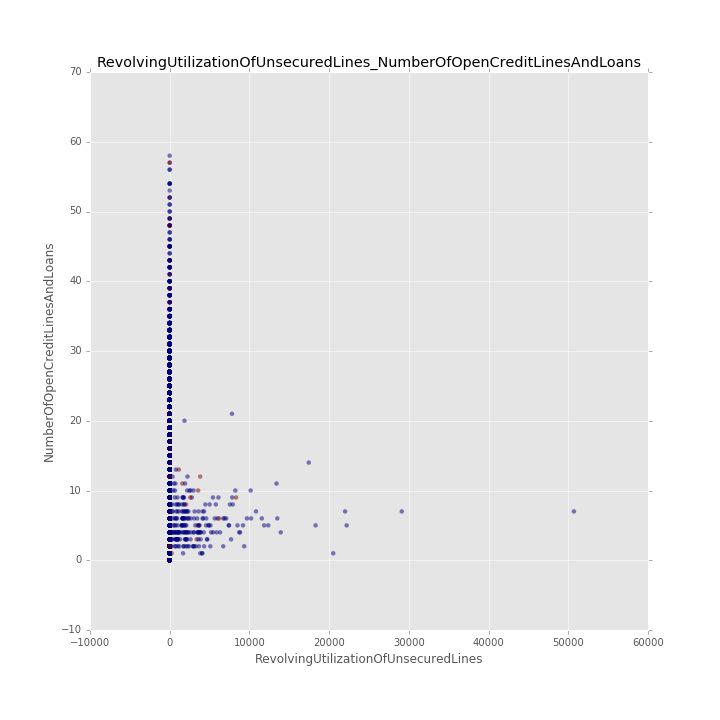 RevolvingUtilizationOfUnsecuredLines_NumberOfOpenCreditLinesAndLoans
70
60
50
40
30
20
10
0
−10
NumberOfOpenCreditLinesAndLoans
−10000 0 10000 20000 30000 40000 50000 60000
RevolvingUtilizationOfUnsecuredLines